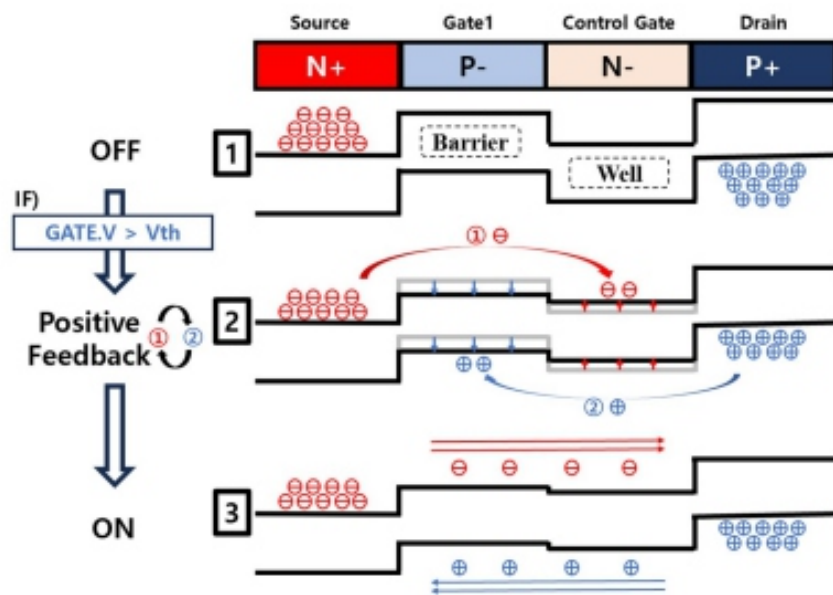 Source Gate1 Control Gate Drain
N+ P- N- P+
OFF
1
Barrier
Well
IF)
GATE.V > Vth
① ⊖
Positive
Feedback
① ②
2
② ⊕
ON
3